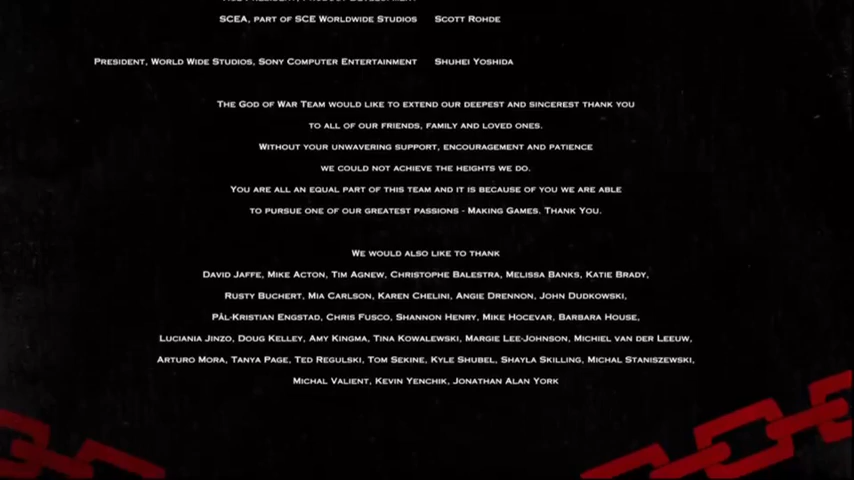 Vice President, Product Development
SCEA, part of SCE Worldwide Studios Scott Rohde
President, World Wide Studios, Sony Computer Entertainment Shuhei Yoshida
The God of War Team would like to extend our deepest and sincerest thank you
to all of our friends, family and loved ones.
Without your unwavering support, encouragement and patience
we could not achieve the heights we do.
You are all an equal part of this team and it is because of you we are able
to pursue one of our greatest passions - Making Games. Thank You.
We would also like to thank
David Jaffe, Mike Acton, Tim Agnew, Christophe Balestra, Melissa Banks, Katie Brady,
Rusty Buchert, Mia Carlson, Karen Chelini, Angie Drennon, John Dudkowski,
Pål-Kristian Engstad, Chris Fusco, Shannon Henry, Mike Hocevar, Barbara House,
Luciania Jinzo, Doug Kelley, Amy Kingma, Tina Kowalewski, Margie Lee-Johnson, Michiel van der Leeuw,
Arturo Mora, Tanya Page, Ted Regulski, Tom Sekine, Kyle Shubel, Shayla Skilling, Michal Staniszewski,
Michal Valient, Kevin Yenchik, Jonathan Alan York